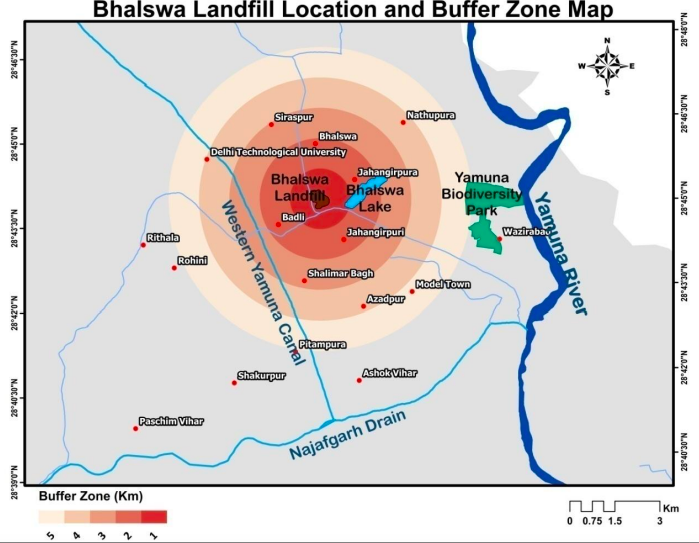 Bhalswa Landfill Location and Buffer Zone Map
28°48'0"N
28°46'30"N
28°46'30"N
28°45'0"N
28°45'0"N
28°43'30"N
28°43'30"N
28°42'0"N
28°42'0"N
28°40'30"N
28°40'30"N
28°39'0"N
N
W
E
S
Siraspur
Nathupura
Bhalswa
Delhi Technological University
Jahangirpura
Bhalswa
Landfill
Bhalswa
Lake
Yamuna
Biodiversity
Park
Badli
Jahangirpuri
Wazirabad
Yamuna River
Rithala
Rohini
Western Yamuna Canal
Shalimar Bagh
Model Town
Azadpur
Pitampura
Shakurpur
Ashok Vihar
Paschim Vihar
Najafgarh Drain
Buffer Zone (Km)
5 4 3 2 1
Km
0 0.75 1.5 3